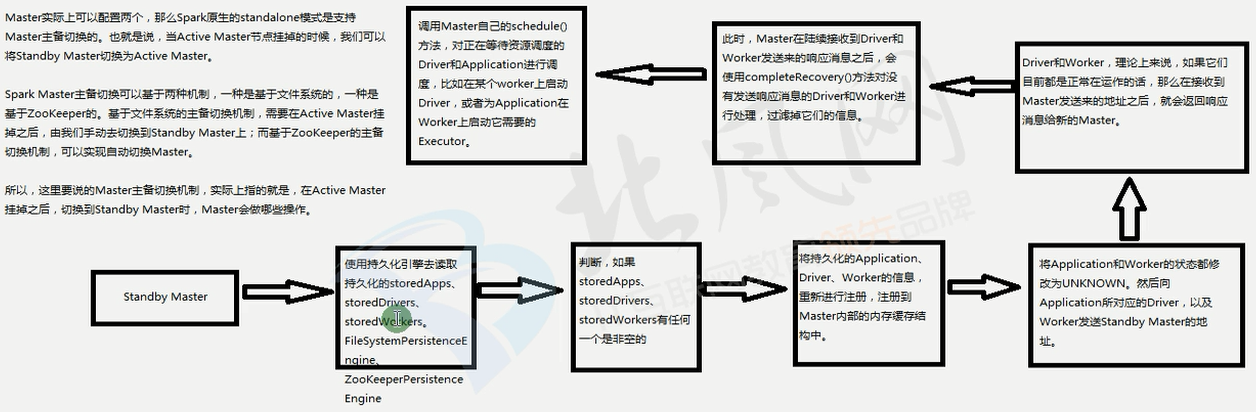 Master实际上可以配置两个，那么Spark原生的standalone模式是支持
Master主备切换的。也就是说，当Active Master节点挂掉的时候，我们可以
将Standby Master切换为Active Master。
Spark Master主备切换可以基于两种机制，一种是基于文件系统的，一种是
基于ZooKeeper的。基于文件系统的主备切换机制，需要在Active Master挂
掉之后，由我们手动去切换到Standby Master上；而基于ZooKeeper的主备
切换机制，可以实现自动切换Master。
所以，这里要说的Master主备切换机制，实际上指的就是，在Active Master
挂掉之后，切换到Standby Master时，Master会做哪些操作。
Standby Master
使用持久化引擎去读取
持久化的storedApps、
storedDrivers、
storedWorkers。
FileSystemPersistenceE
ngine、
ZooKeeperPersistence
Engine
判断，如果
storedApps、
storedDrivers、
storedWorkers有任何
一个是非空的
将持久化的Application、
Driver、Worker的信息，
重新进行注册，注册到
Master内部的内存缓存结
构中。
将Application和Worker的状态都修
改为UNKNOWN。然后向
Application所对应的Driver，以及
Worker发送Standby Master的地
址。
Driver和Worker，理论上来说，如果它们
目前都是正常在运作的话，那么在接收到
Master发送来的地址之后，就会返回响应
消息给新的Master。
此时，Master在陆续接收到Driver和
Worker发送来的响应消息之后，会
使用completeRecovery()方法对没
有发送响应消息的Driver和Worker进
行处理，过滤掉它们的信息。
调用Master自己的schedule()
方法，对正在等待资源调度的
Driver和Application进行调
度，比如在某个worker上启动
Driver，或者为Application在
Worker上启动它需要的
Executor。
北风网
互联网教育领先品牌